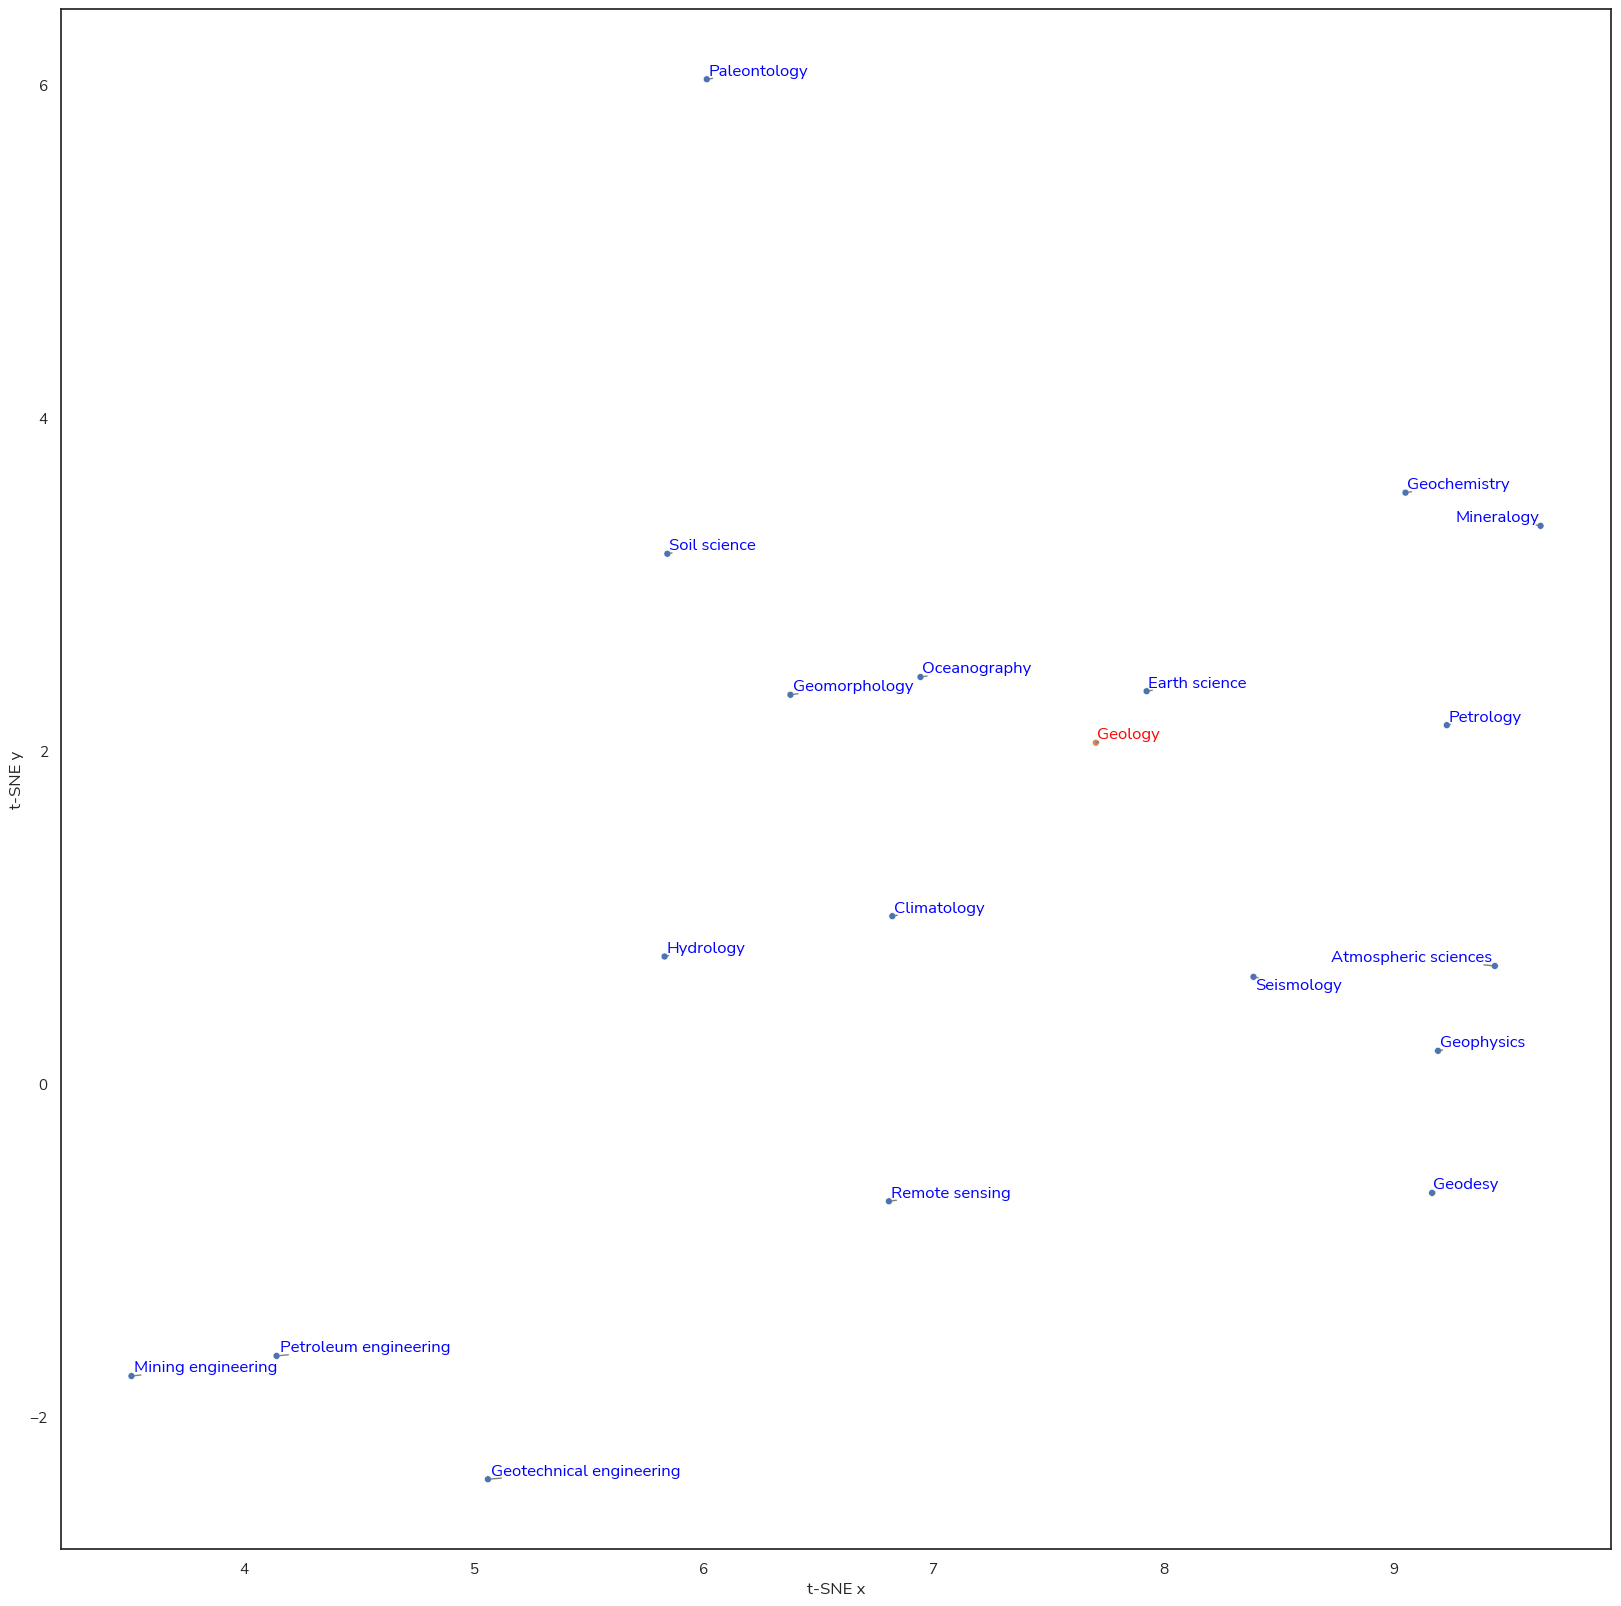 Paleontology
6
4
Geochemistry
Mineralogy
Soil science
Oceanography
Earth science
Geomorphology
Petrology
Geology
2
t-SNE y
Climatology
Hydrology
Atmospheric sciences
Seismology
Geophysics
0
Geodesy
Remote sensing
Petroleum engineering
Mining engineering
−2
Geotechnical engineering
4 5 6 7 8 9
t-SNE x